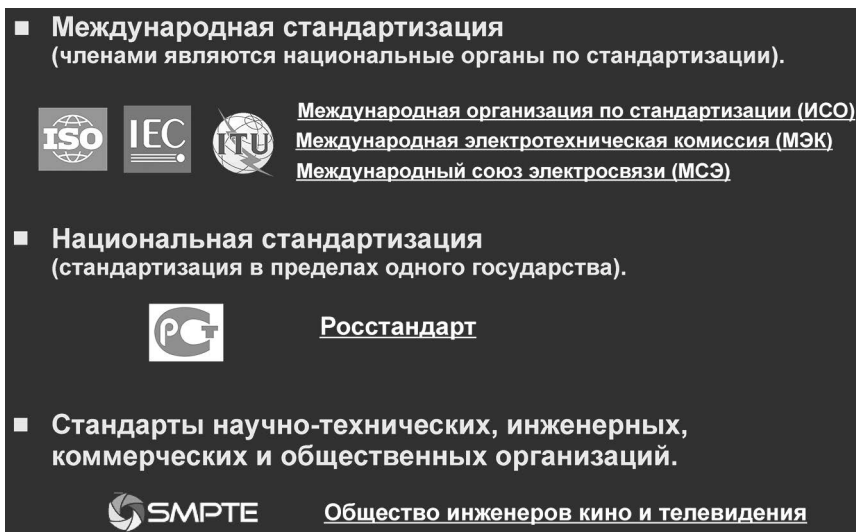 Международная стандартизация
(членами являются национальные органы по стандартизации).
ISO IEC ITU
Международная организация по стандартизации (ИСО)
Международная электротехническая комиссия (МЭК)
Международный союз электросвязи (МСЭ)
Национальная стандартизация
(стандартизация в пределах одного государства).
РСТ Росстандарт
Стандарты научно-технических, инженерных,
коммерческих и общественных организаций.
SMPTE Общество инженеров кино и телевидения